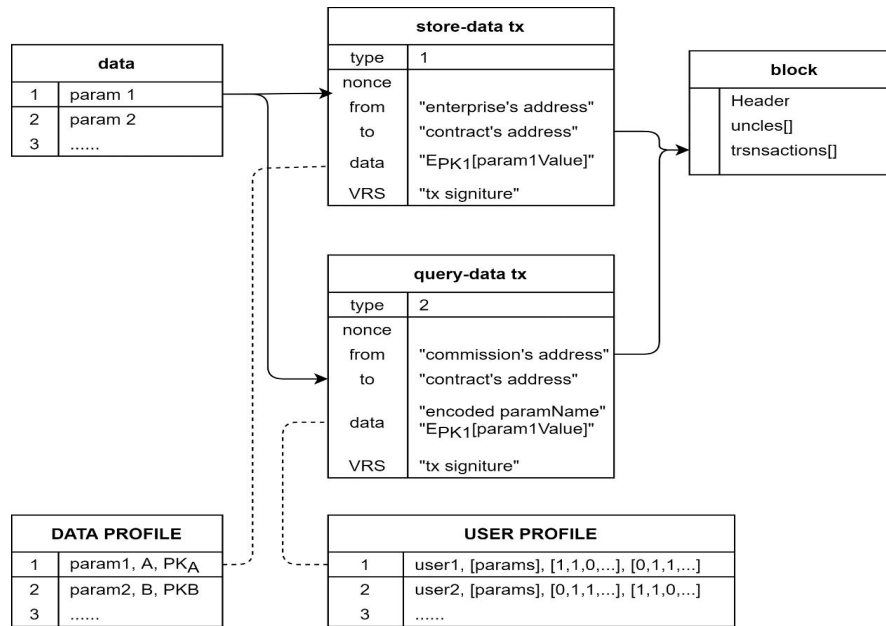 data
1 param 1
2 param 2
3 ......
store-data tx
type 1
nonce
from "enterprise's address"
to "contract's address"
data "EPK1[param1Value]"
VRS "tx signiture"
block
Header
uncles[]
trsnsactions[]
query-data tx
type 2
nonce
from "commission's address"
to "contract's address"
data "encoded paramName"
"EPK1[param1Value]"
VRS "tx signiture"
DATA PROFILE
1 param1, A, PKA
2 param2, B, PKB
3 ......
USER PROFILE
1 user1, [params], [1,1,0,...], [0,1,1,...]
2 user2, [params], [0,1,1,...], [1,1,0,...]
3 ......